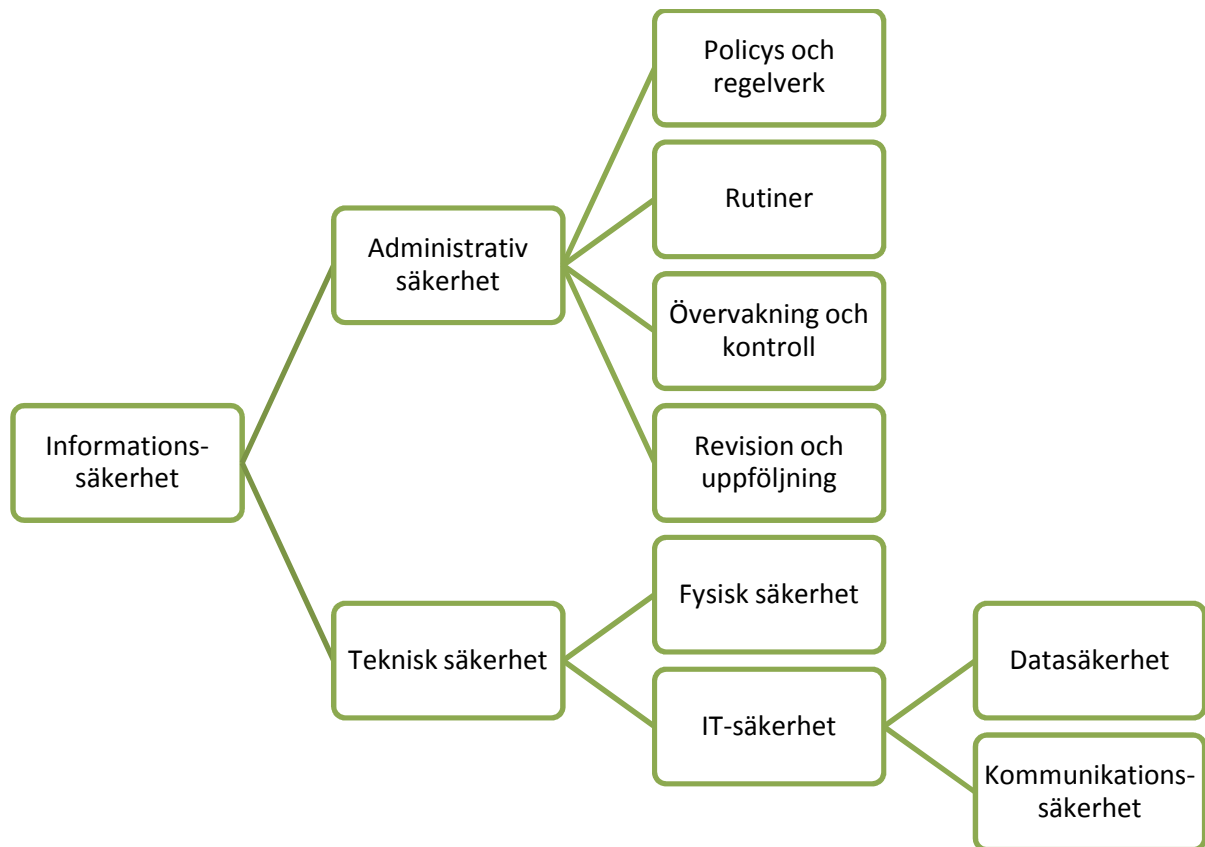 Policys och
regelverk
Rutiner
Administrativ
säkerhet
Övervakning och
kontroll
Informations-
säkerhet
Revision och
uppföljning
Fysisk säkerhet
Teknisk säkerhet
Datasäkerhet
IT-säkerhet
Kommunikations-
säkerhet